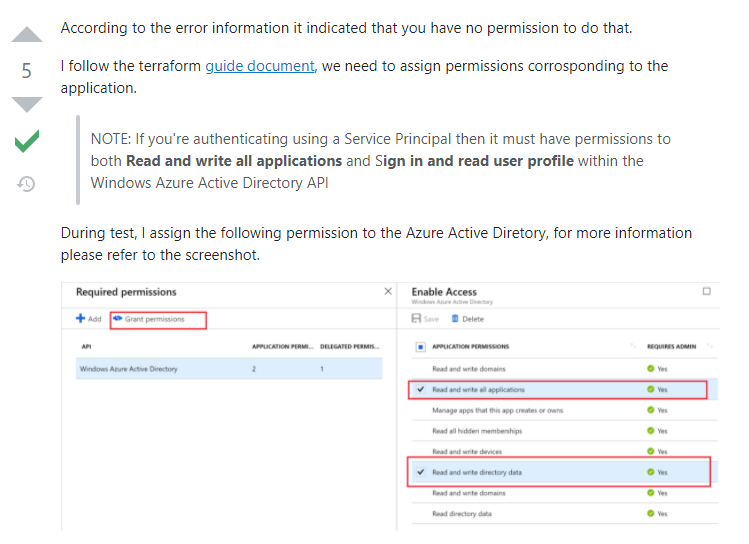 According to the error information it indicated that you have no permission to do that.
5
I follow the terraform guide document, we need to assign permissions corrosponding to the
application.
NOTE: If you're authenticating using a Service Principal then it must have permissions to
both Read and write all applications and Sign in and read user profile within the
Windows Azure Active Directory API
During test, I assign the following permission to the Azure Active Diretory, for more information
please refer to the screenshot.
Required permissions
Add Grant permissions
API APPLICATION PERMI... DELEGATED PERMIS...
Windows Azure Active Directory 2 1
Enable Access
Windows Azure Active Directory
Save Delete
APPLICATION PERMISSIONS REQUIRES ADMIN
Read and write domains Yes
Read and write all applications Yes
Manage apps that this app creates or owns Yes
Read all hidden memberships Yes
Read and write devices Yes
Read and write directory data Yes
Read and write domains Yes
Read directory data Yes